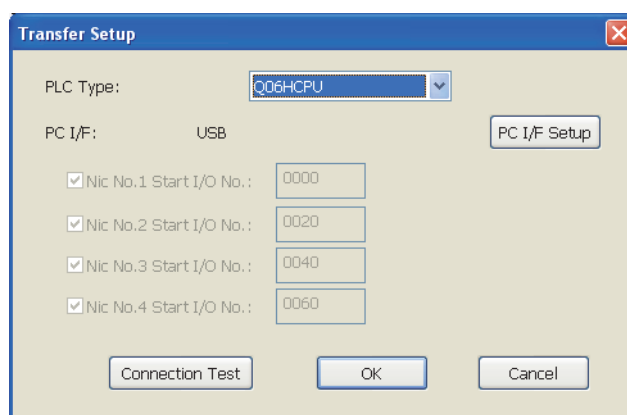 Transfer Setup
PLC Type: Q06HCPU
PC I/F: USB PC I/F Setup
Nic No.1 Start I/O No.: 0000
Nic No.2 Start I/O No.: 0020
Nic No.3 Start I/O No.: 0040
Nic No.4 Start I/O No.: 0060
Connection Test OK Cancel